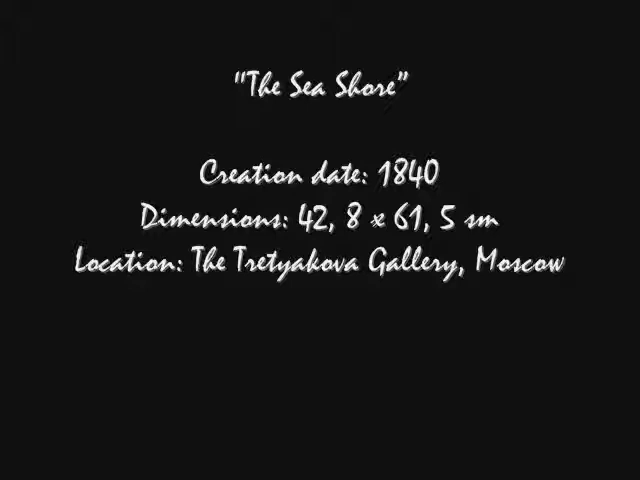 "The Sea Shore”
Creation date: 1840
Dimensions: 42, 8 x 61, 5 sm
Location: The Tretyakova Gallery, Moscow